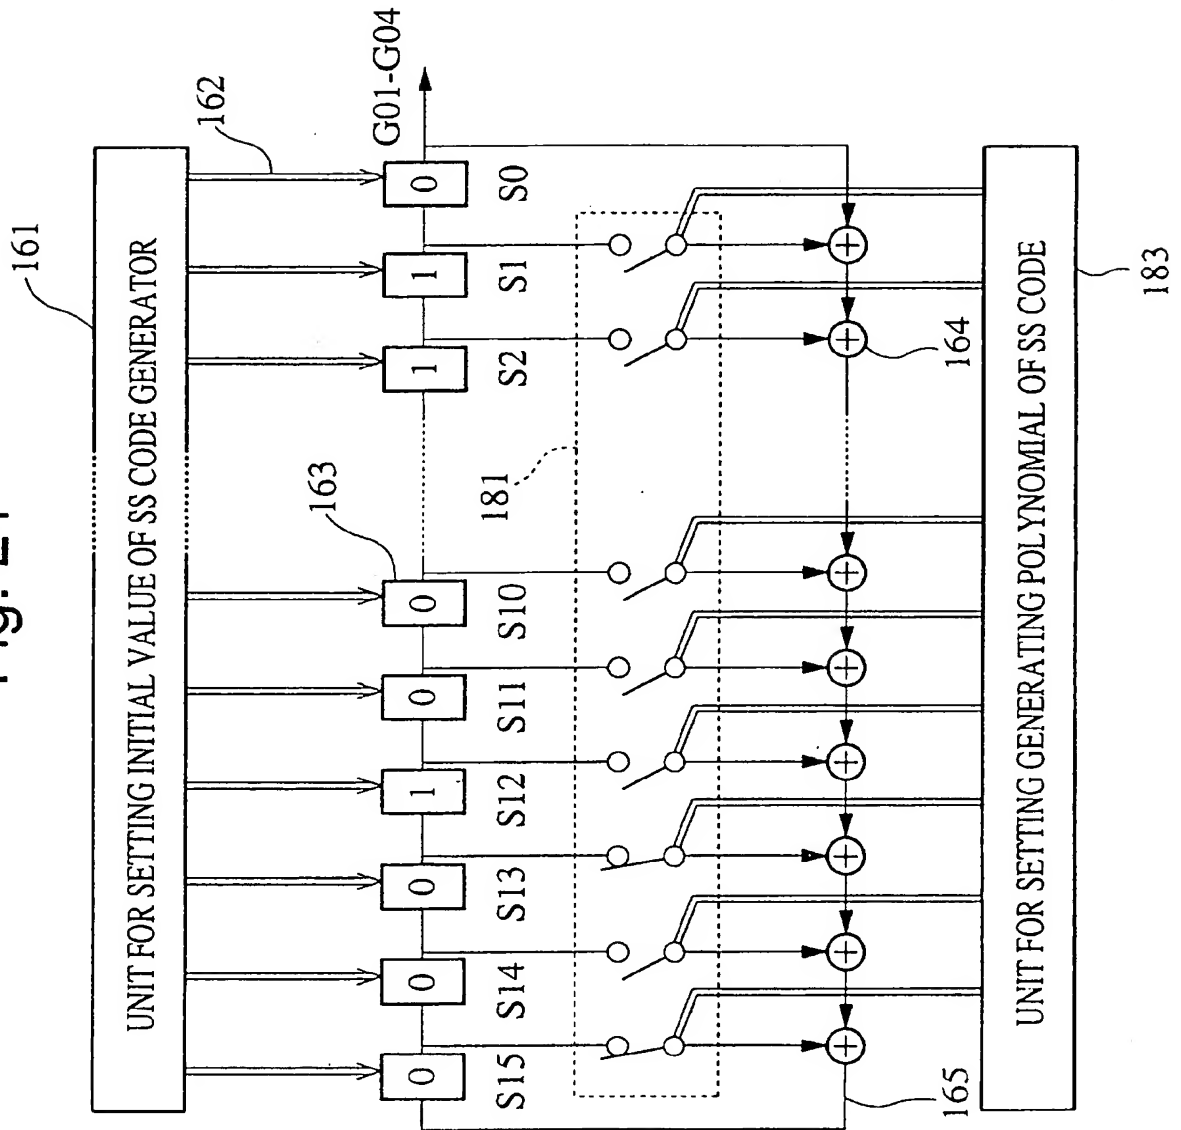 161
UNIT FOR SETTING INITIAL VALUE OF SS CODE GENERATOR
162
163
G01-G04
0 0 0 1 0 0 1 1 0
S15 S14 S13 S12 S11 S10 S2 S1 S0
181
164
165
UNIT FOR SETTING GENERATING POLYNOMIAL OF SS CODE
183